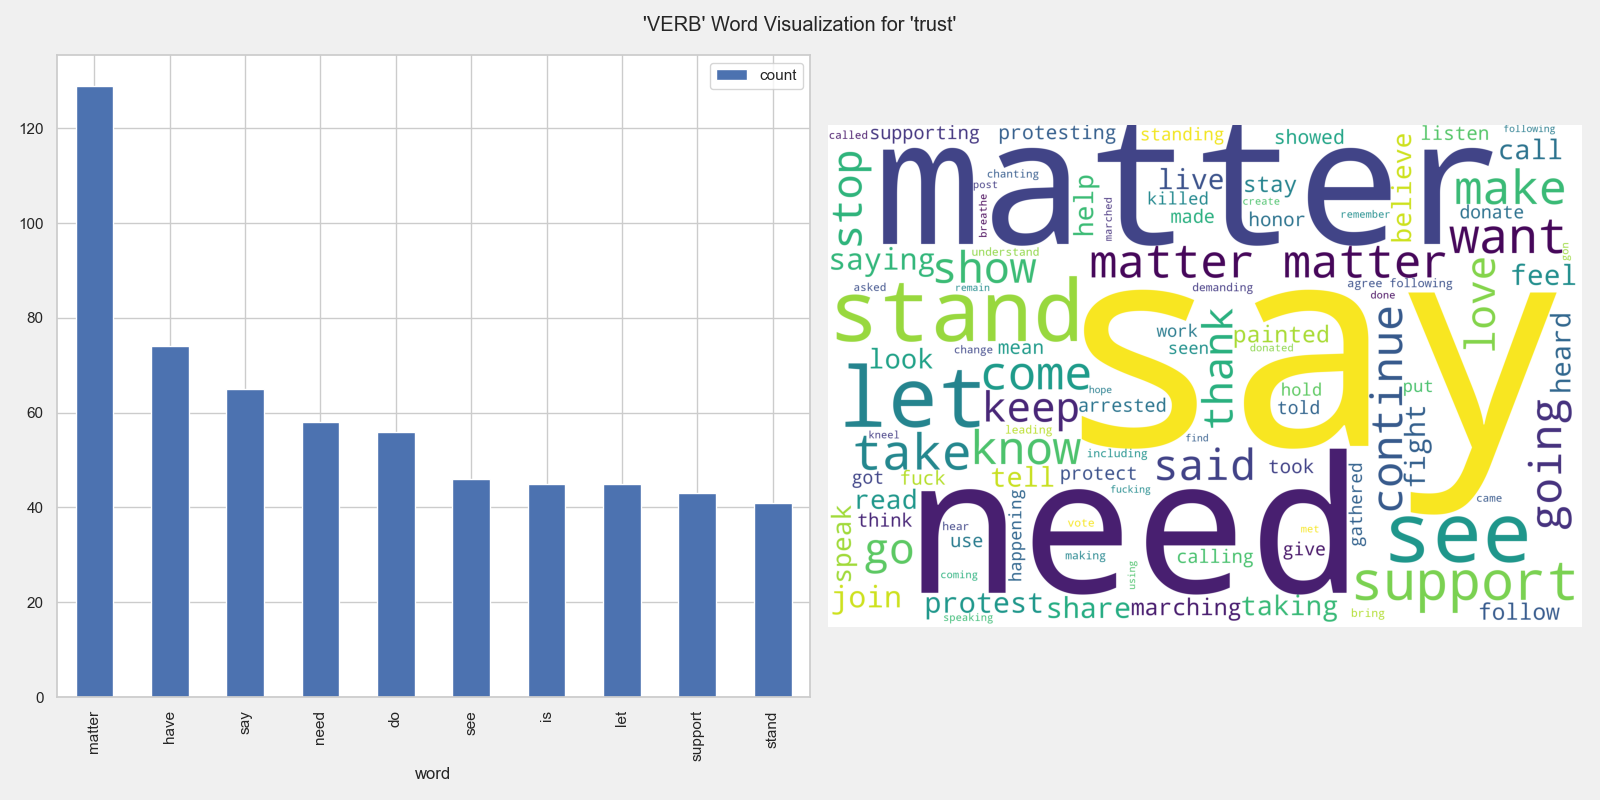 'VERB' Word Visualization for 'trust'
count
120
100
80
60
40
20
0
matter
have
say
need
do
see
is
let
support
stand
word
called
supporting
protesting
standing
showed
listen
following
call
stop
matter
chanting
post
breathe
help
marched
live
killed
made
stay
create
honor
remember
believe
make
donate
want
gun
saying
show
understand
matter
matter
love
feel
asked
remain
demanding
agree following
done
stand
say
work
seen
thank
painted
donated
continue
heard
look
change
mean
let
come
keep
hope
arrested
hold
told
put
fight
going
kneel
leading
take
know
find
including
said
took
got
fuck
tell
protect
fucking
gathered
came
read
think
speak
go
need
hear
use
happening
vote
making
met
give
calling
using
see
coming
support
join
protest
speaking
share
marching
taking
bring
follow